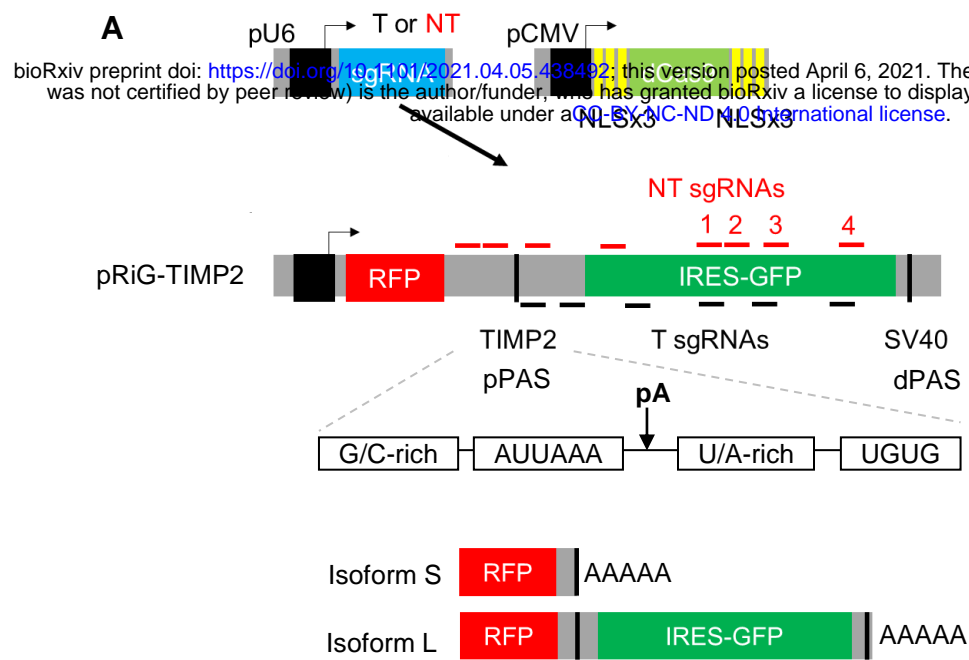 A
pU6
T or NT
pCMV
sgRNA
dCas9
bioRxiv preprint doi: https://doi.org/10.1101/2021.04.05.438492; this version posted April 6, 2021. The
was not certified by peer review) is the author/funder, who has granted bioRxiv a license to display
available under aCC-BY-NC-ND 4.0 International license.
NLSx3
NLSx3
NT sgRNAs
1 2 3 4
pRiG-TIMP2
RFP
IRES-GFP
TIMP2
pPAS
T sgRNAs
SV40
dPAS
pA
G/C-rich
AUUAAA
U/A-rich
UGUG
Isoform S
RFP
AAAAA
Isoform L
RFP
IRES-GFP
AAAAA